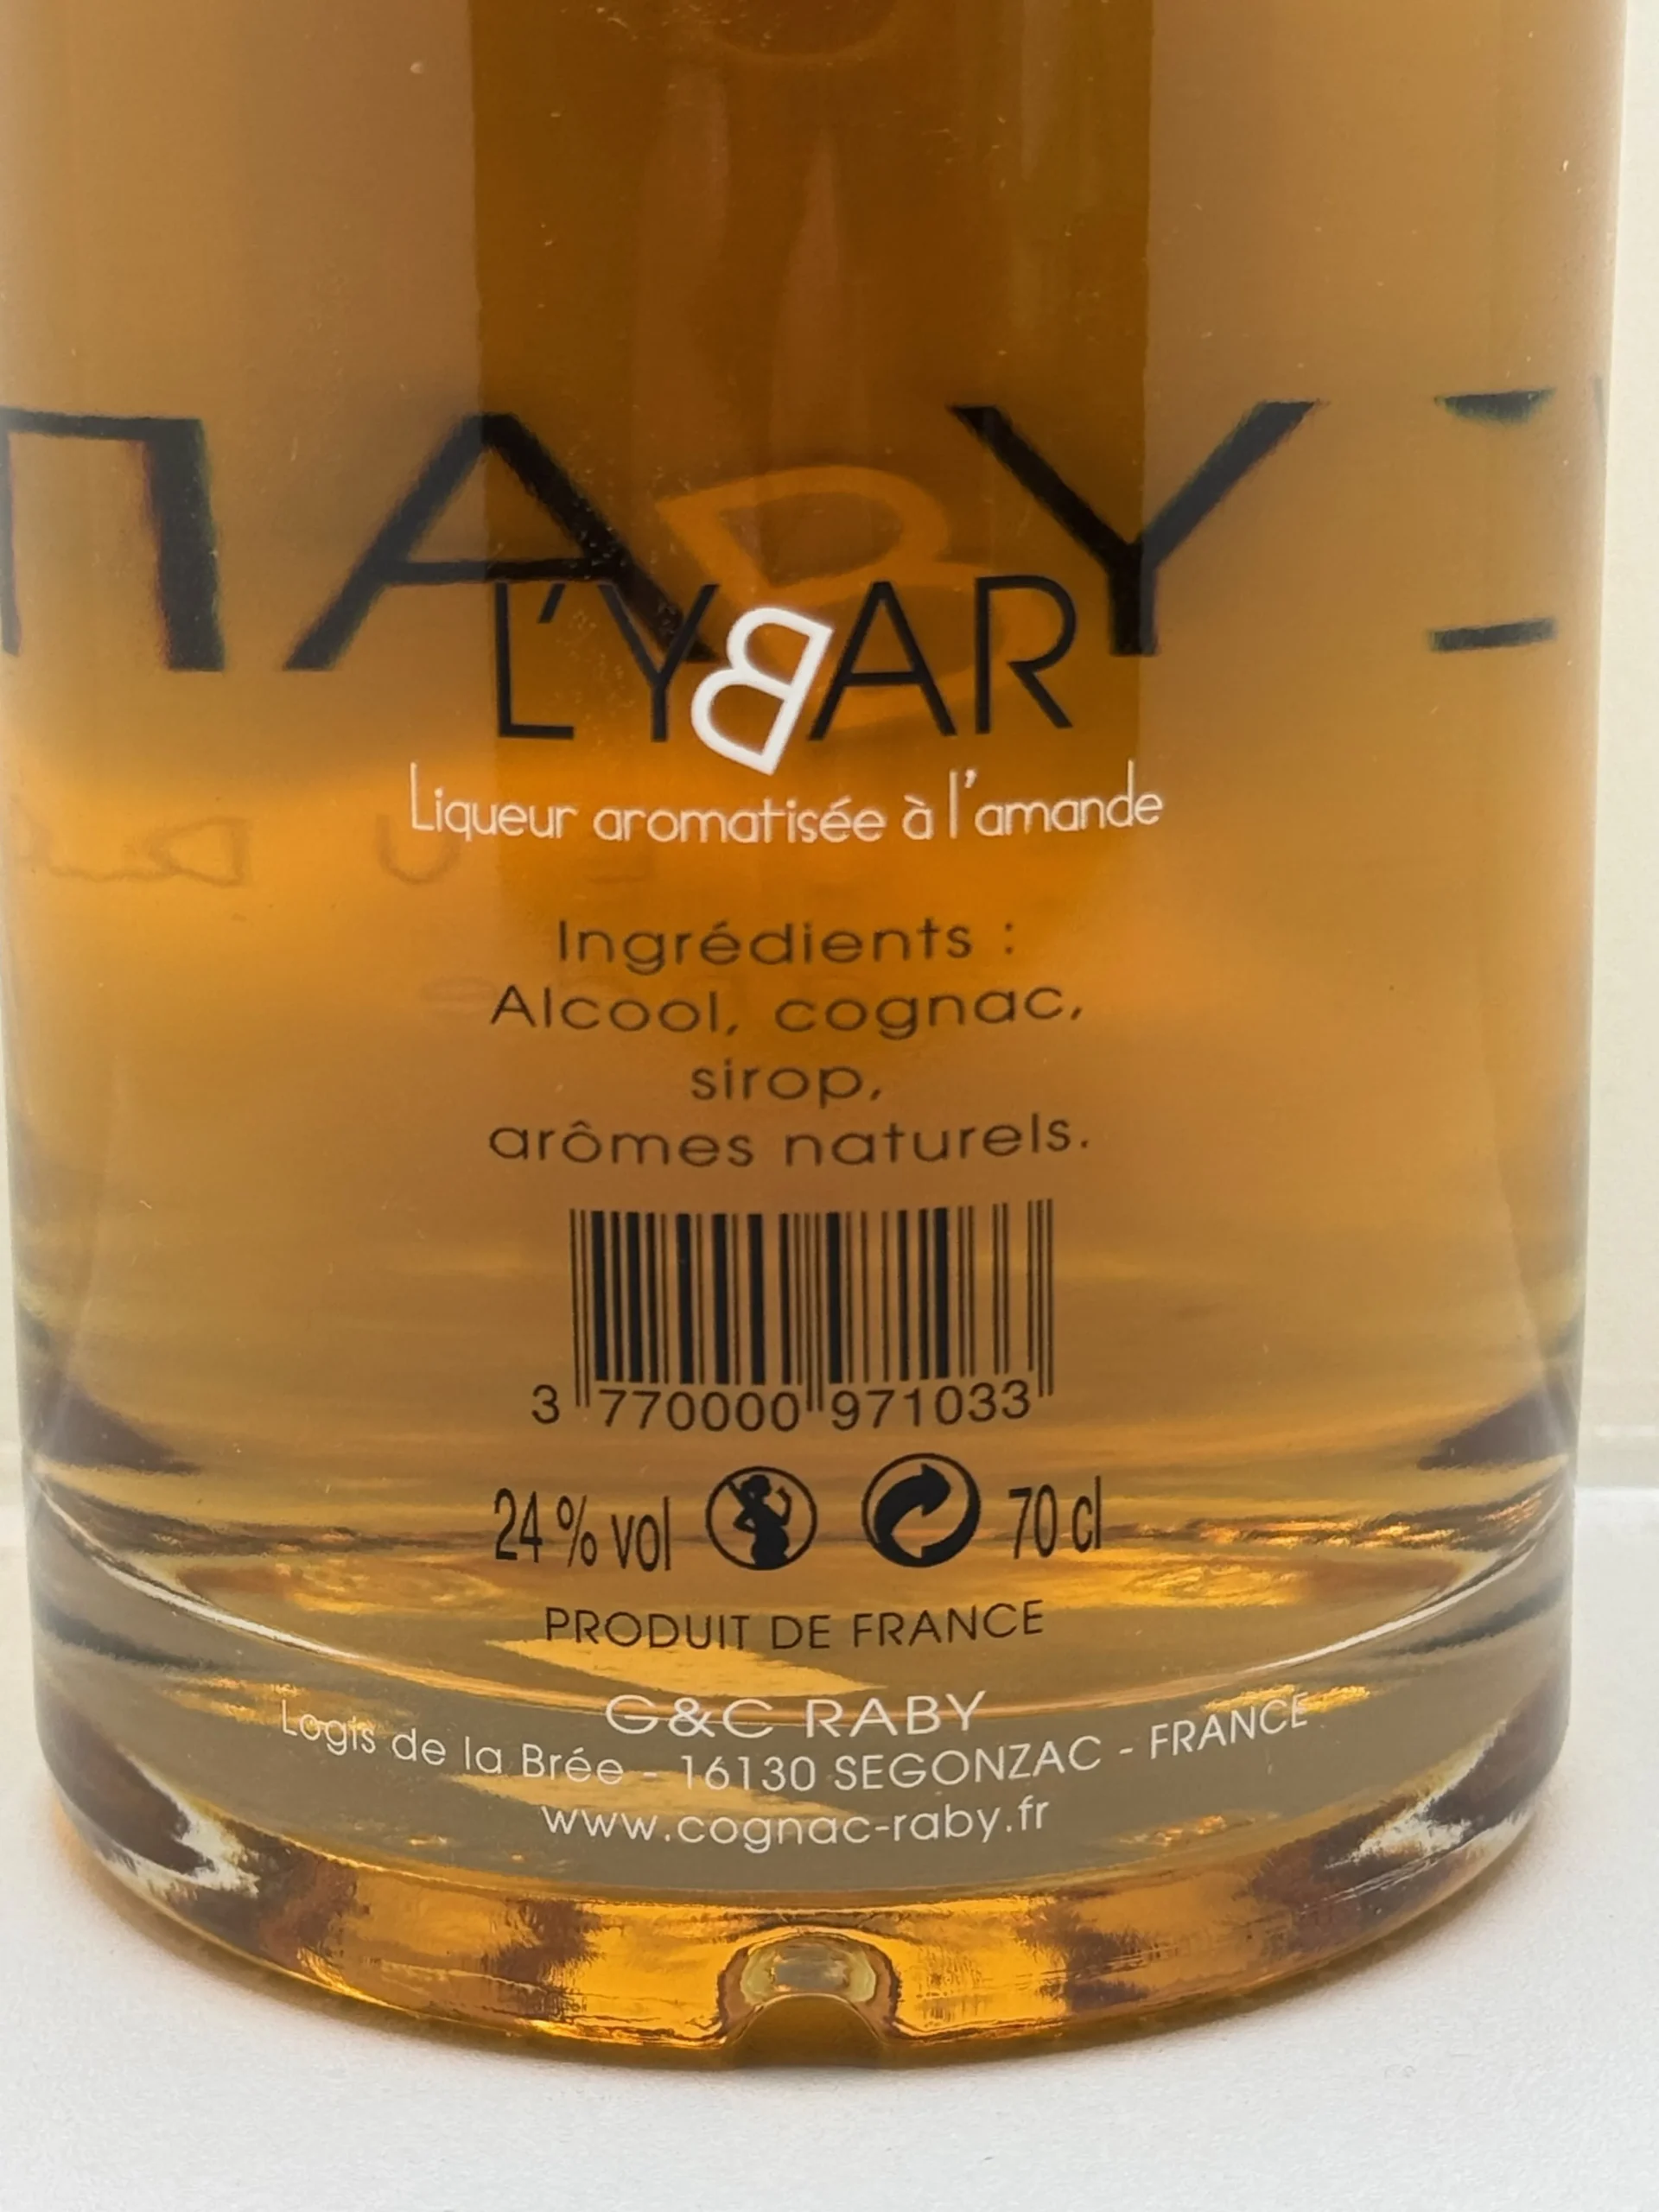 L'YBAR
Liqueur aromatisée à l'amande
Ingrédients :
Alcool, cognac,
sirop,
arômes naturels.
3 770000 971033
24 % vol 70 cl
PRODUIT DE FRANCE
G&C RABY
Logis de la Brée - 16130 SEGONZAC - FRANCE
www.cognac-raby.fr